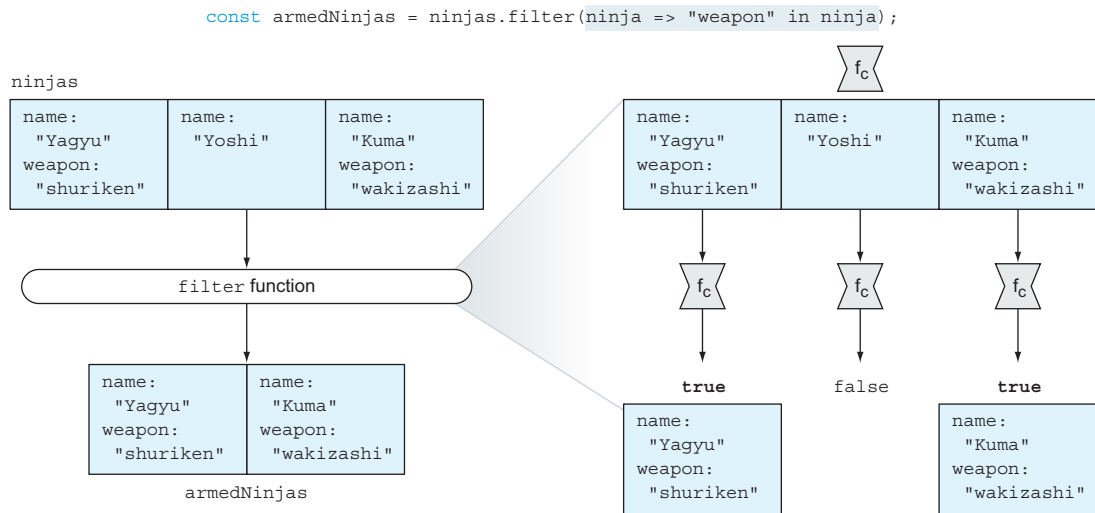 const armedNinjas = ninjas.filter(ninja => "weapon" in ninja);
fc
ninjas
name:
"Yagyu"
weapon:
"shuriken"
name:
"Yoshi"
name:
"Kuma"
weapon:
"wakizashi"
filter function
name:
"Yagyu"
weapon:
"shuriken"
name:
"Kuma"
weapon:
"wakizashi"
armedNinjas
name:
"Yagyu"
weapon:
"shuriken"
name:
"Yoshi"
name:
"Kuma"
weapon:
"wakizashi"
fc
fc
fc
true
false
true
name:
"Yagyu"
weapon:
"shuriken"
name:
"Kuma"
weapon:
"wakizashi"